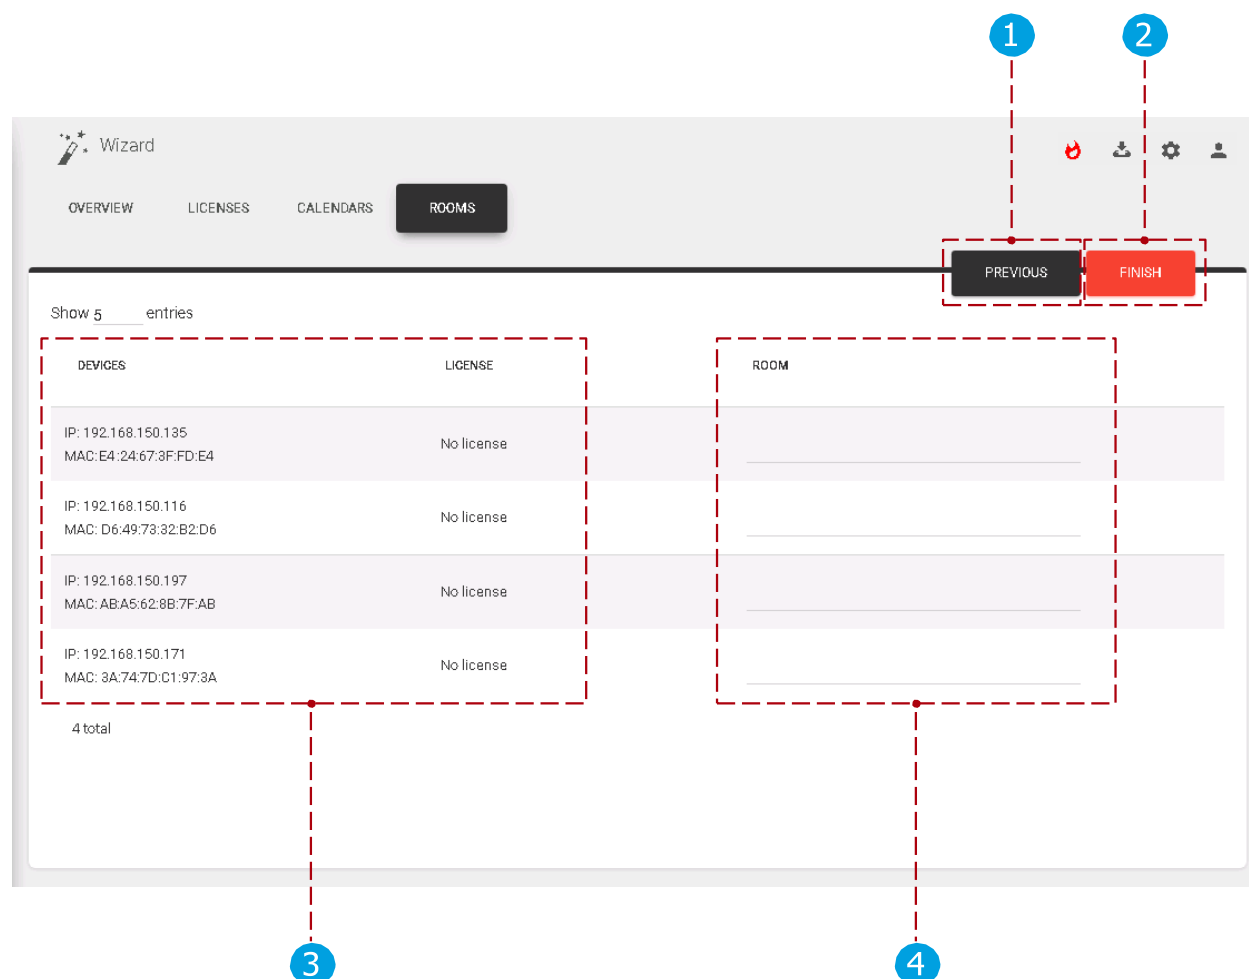 1 2
Wizard
OVERVIEW LICENSES CALENDARS ROOMS
PREVIOUS FINISH
Show 5 entries
DEVICES LICENSE ROOM
IP: 192.168.150.135
MAC: E4:24:67:3F:FD:E4
No license
IP: 192.168.150.116
MAC: D6:49:73:32:B2:D6
No license
IP: 192.168.150.197
MAC: AB:A5:62:8B:7F:AB
No license
IP: 192.168.150.171
MAC: 3A:74:7D:C1:97:3A
No license
4 total
3 4